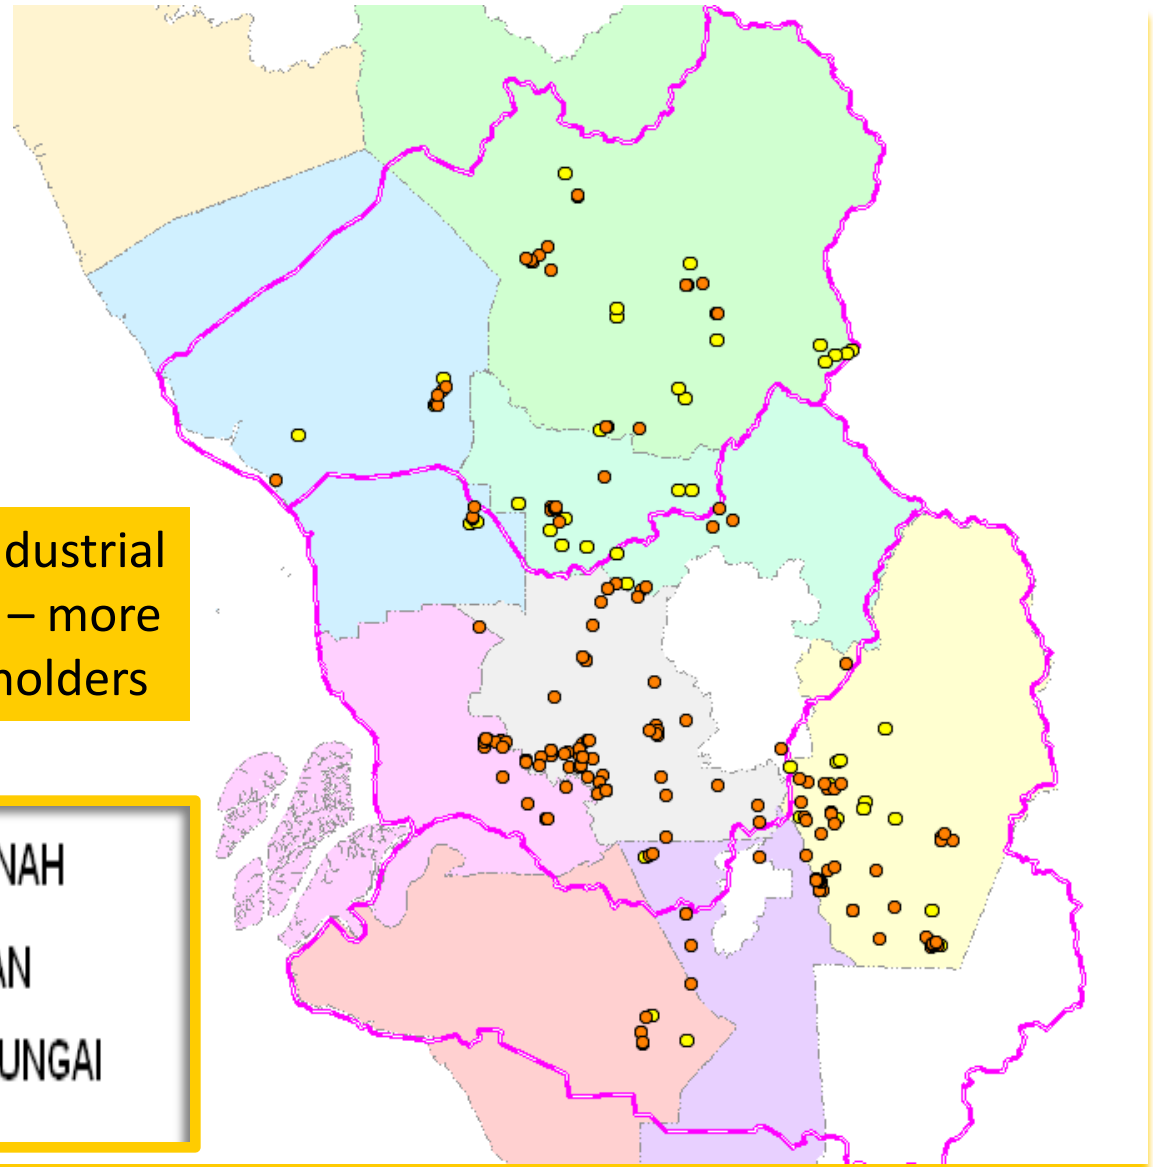 dustrial
– more
holders
NAH
AN
UNGAI